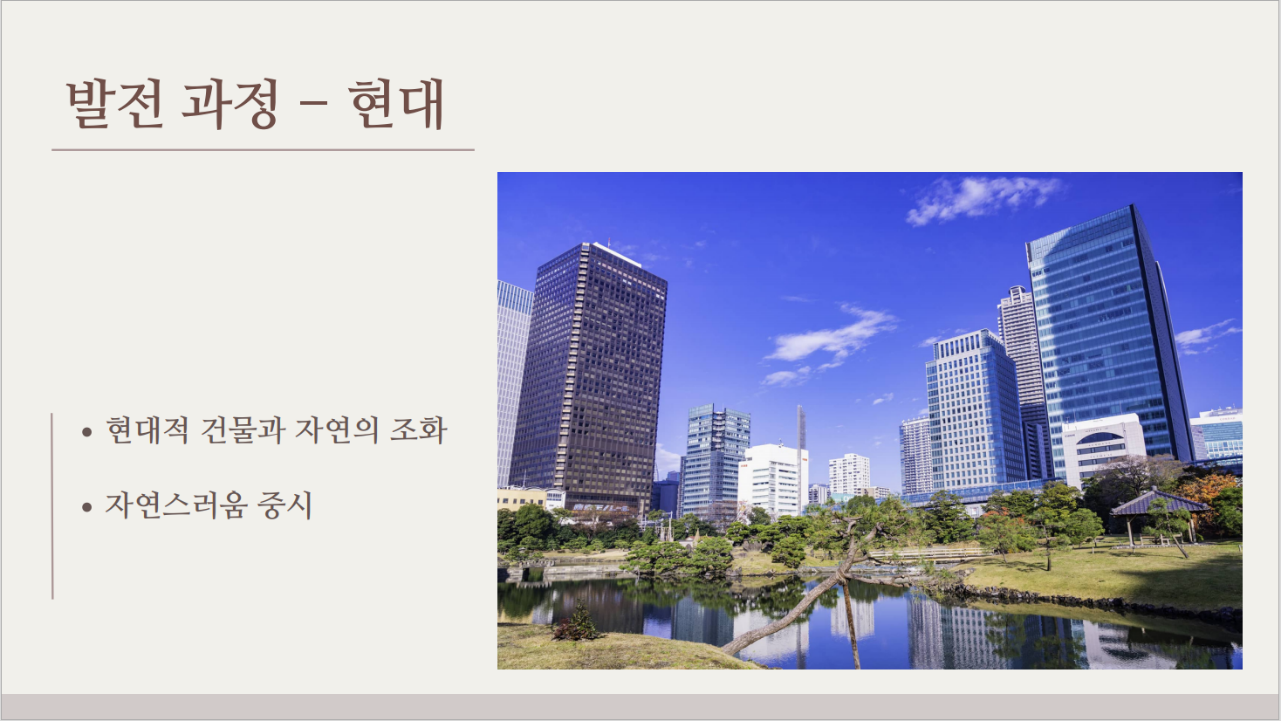 발전 과정 – 현대
• 현대적 건물과 자연의 조화
• 자연스러움 중시